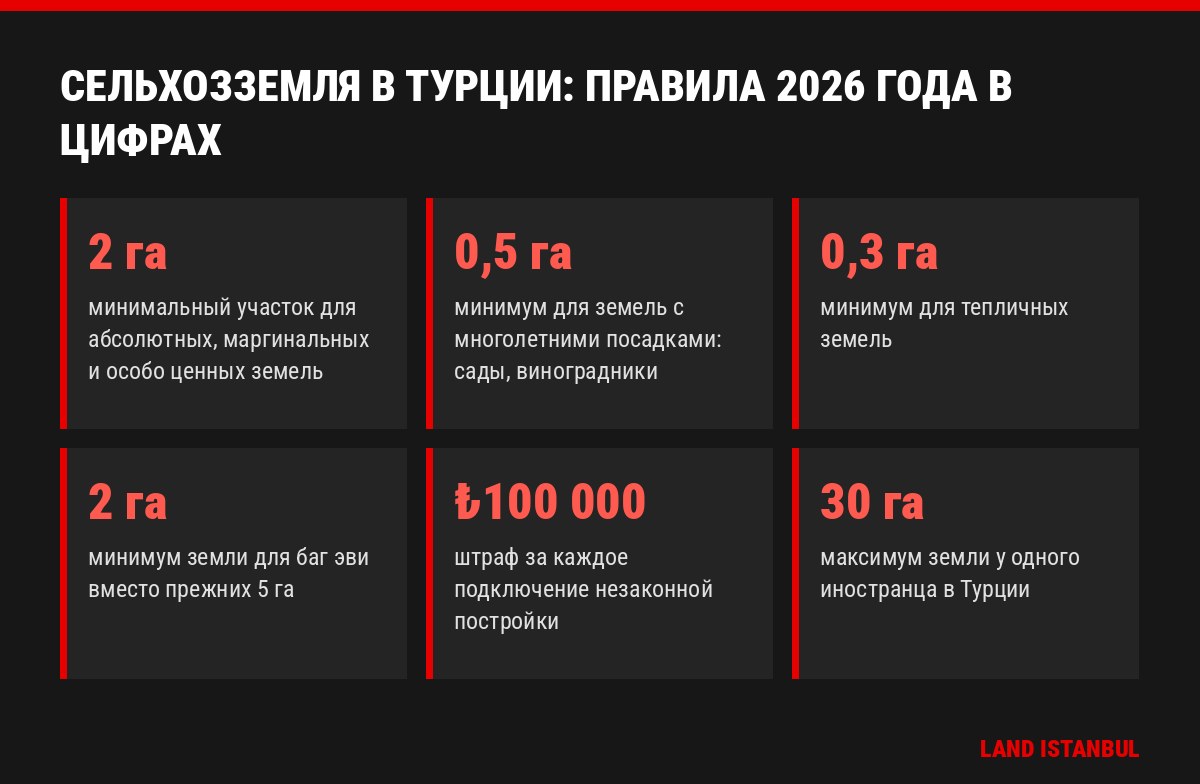 СЕЛЬХОЗЗЕМЛЯ В ТУРЦИИ: ПРАВИЛА 2026 ГОДА В
ЦИФРАХ
2 га
минимальный участок для
абсолютных, маргинальных
и особо ценных земель
0,5 га
минимум для земель с
многолетними посадками:
сады, виноградники
0,3 га
минимум для тепличных
земель
2 га
минимум земли для баг эви
вместо прежних 5 га
₺100 000
штраф за каждое
подключение незаконной
постройки
30 га
максимум земли у одного
иностранца в Турции
LAND ISTANBUL